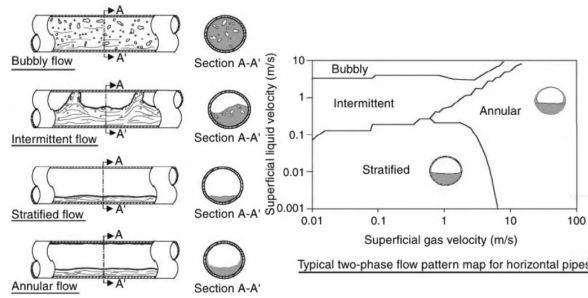 A
A'
Bubbly flow
Section A-A'
A
A'
Intermittent flow
Section A-A'
A
A'
Stratified flow
Section A-A'
A
A'
Annular flow
Section A-A'
Superficial liquid velocity (m/s)
10
1
0.1
0.01
0.001
Bubbly
Intermittent
Annular
Stratified
0.01
0.1
1
10
100
Superficial gas velocity (m/s)
Typical two-phase flow pattern map for horizontal pipes